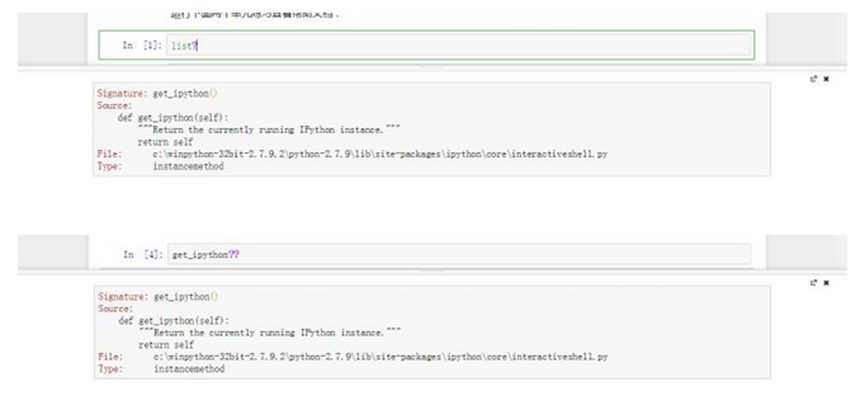 In [1]: list?
Signature: get_ipython()
Source:
def get_ipython(self):
"""Return the currently running IPython instance."""
return self
File: c:\winpython-32bit-2.7.9.2\python-2.7.9\lib\site-packages\ipython\core\interactiveshell.py
Type: instancemethod
In [4]: get_ipython??
Signature: get_ipython()
Source:
def get_ipython(self):
"""Return the currently running IPython instance."""
return self
File: c:\winpython-32bit-2.7.9.2\python-2.7.9\lib\site-packages\ipython\core\interactiveshell.py
Type: instancemethod